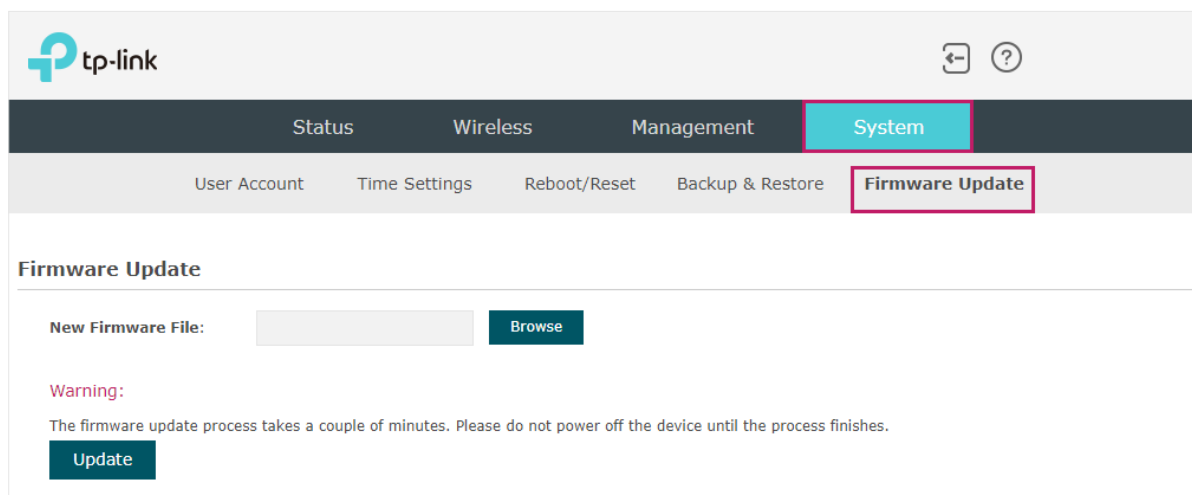 tp-link
Status Wireless Management System
User Account Time Settings Reboot/Reset Backup & Restore Firmware Update
Firmware Update
New Firmware File: Browse
Warning:
The firmware update process takes a couple of minutes. Please do not power off the device until the process finishes.
Update